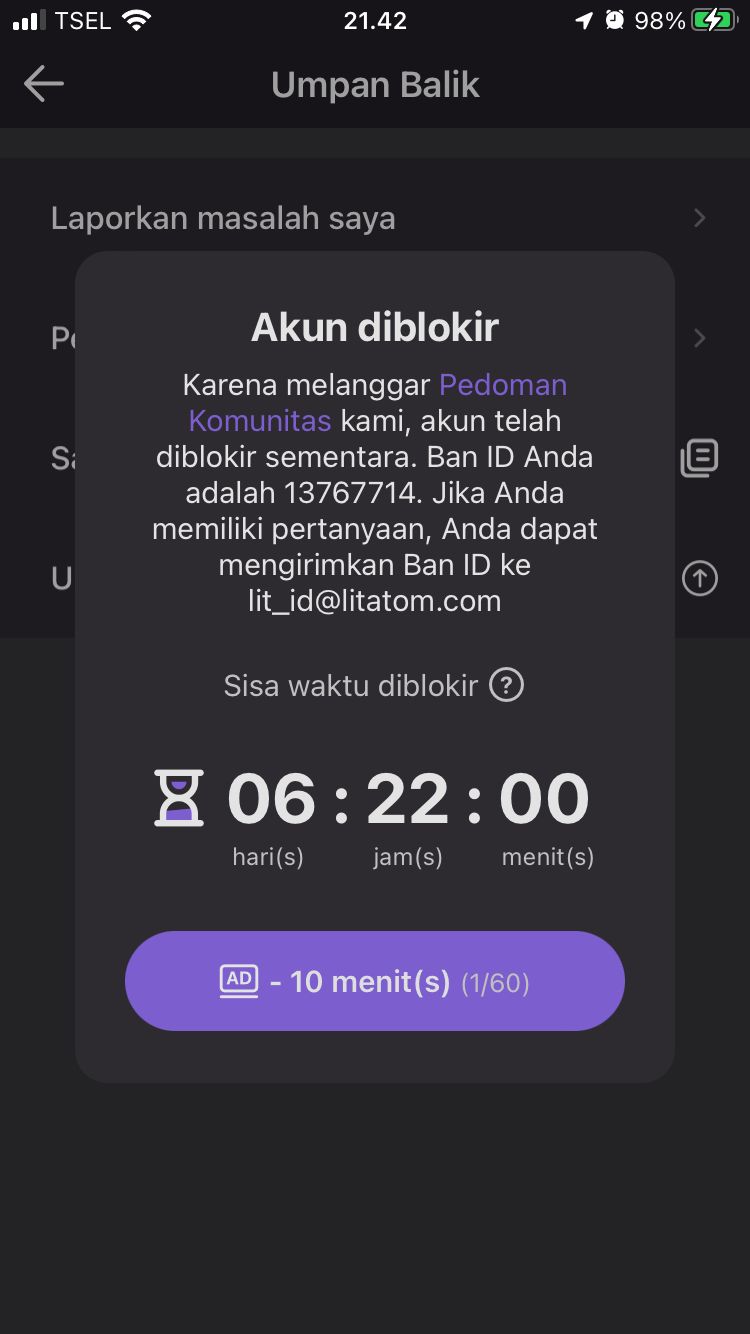 TSEL 21.42 98%
Umpan Balik
Laporkan masalah saya
Akun diblokir
Karena melanggar Pedoman
Komunitas kami, akun telah
diblokir sementara. Ban ID Anda
adalah 13767714. Jika Anda
memiliki pertanyaan, Anda dapat
mengirimkan Ban ID ke
lit_id@litatom.com
Sisa waktu diblokir ?
06 : 22 : 00
hari(s) jam(s) menit(s)
AD - 10 menit(s) (1/60)